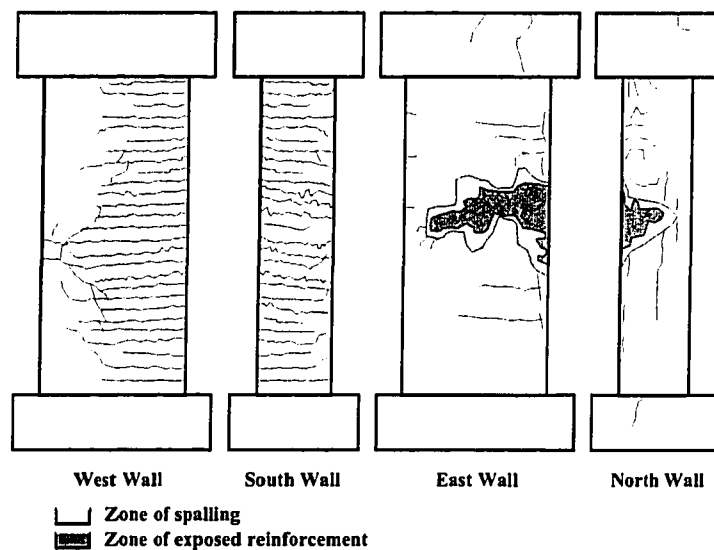 West Wall South Wall East Wall North Wall
Zone of spalling
Zone of exposed reinforcement